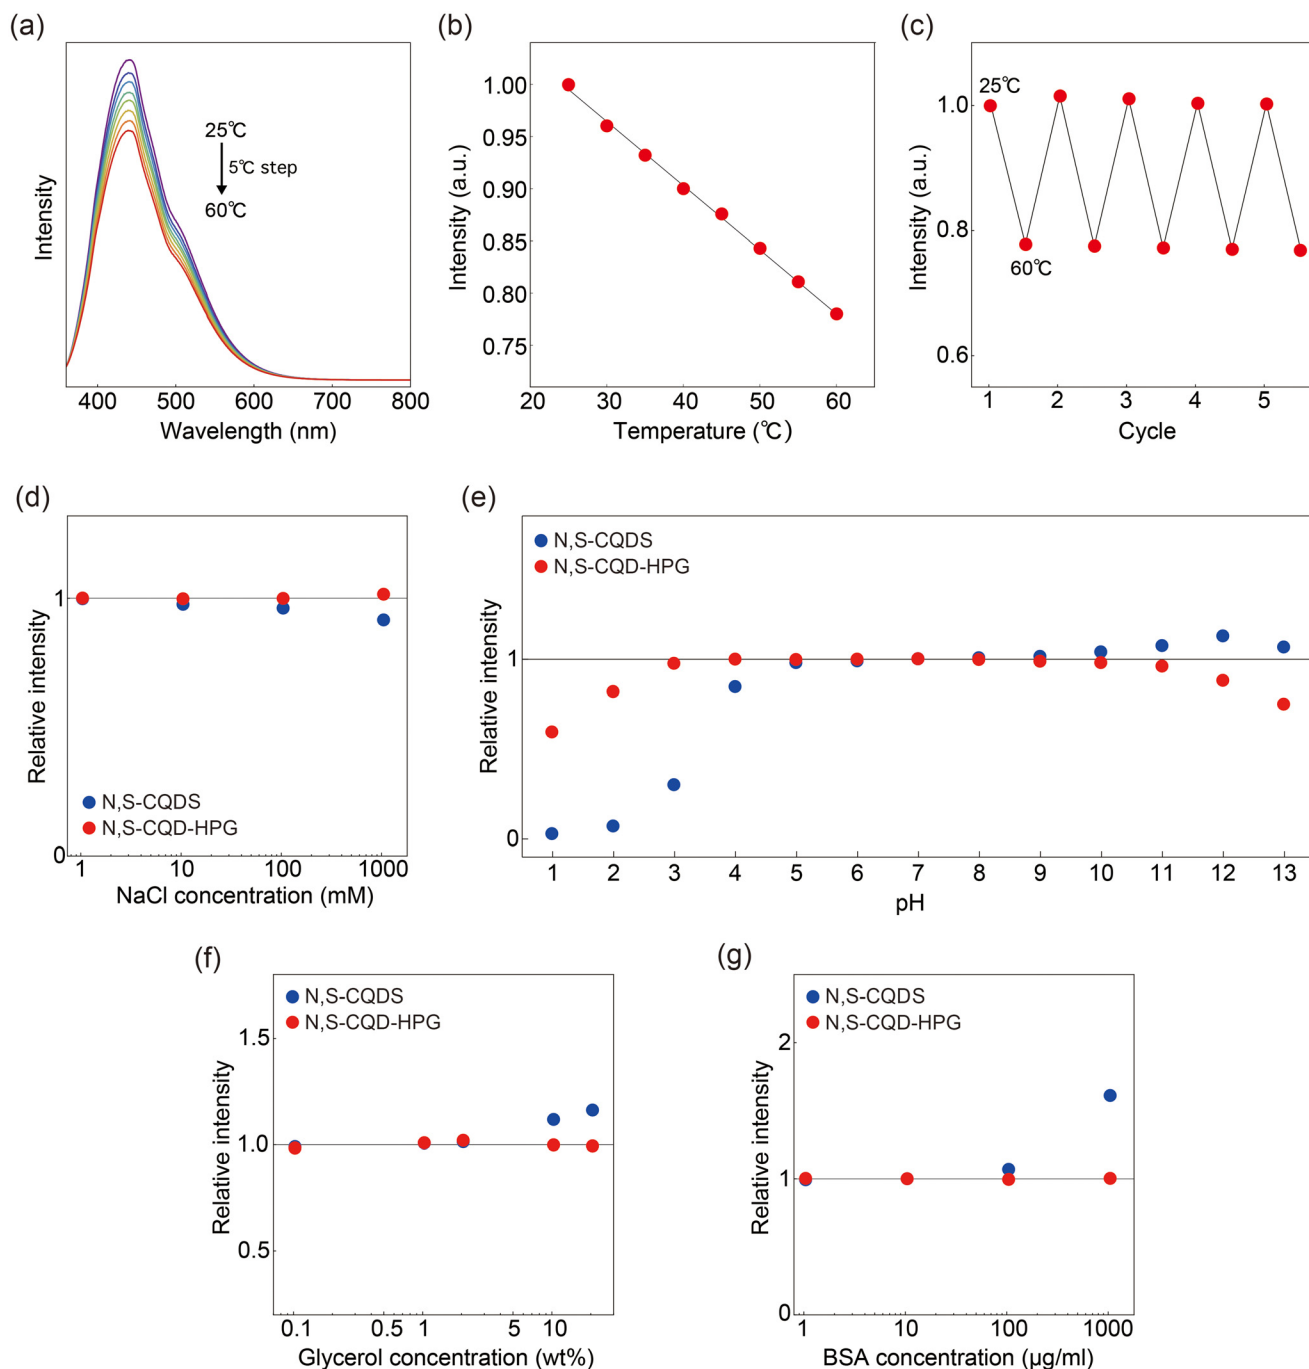 (a)
Intensity
25℃
5℃ step
60℃
400 500 600 700 800
Wavelength (nm)
(b)
Intensity (a.u.)
1.00
0.95
0.90
0.85
0.80
0.75
20 30 40 50 60
Temperature (℃)
(c)
Intensity (a.u.)
1.0
0.8
0.6
25℃
60℃
1 2 3 4 5
Cycle
(d)
Relative intensity
1
0
N,S-CQDS
N,S-CQD-HPG
1 10 100 1000
NaCl concentration (mM)
(e)
N,S-CQDS
N,S-CQD-HPG
Relative intensity
1
0
1 2 3 4 5 6 7 8 9 10 11 12 13
pH
(f)
N,S-CQDS
N,S-CQD-HPG
Relative intensity
1.5
1.0
0.5
0.1 0.5 1 5 10
Glycerol concentration (wt%)
(g)
N,S-CQDS
N,S-CQD-HPG
Relative intensity
2
1
0
1 10 100 1000
BSA concentration (μg/ml)